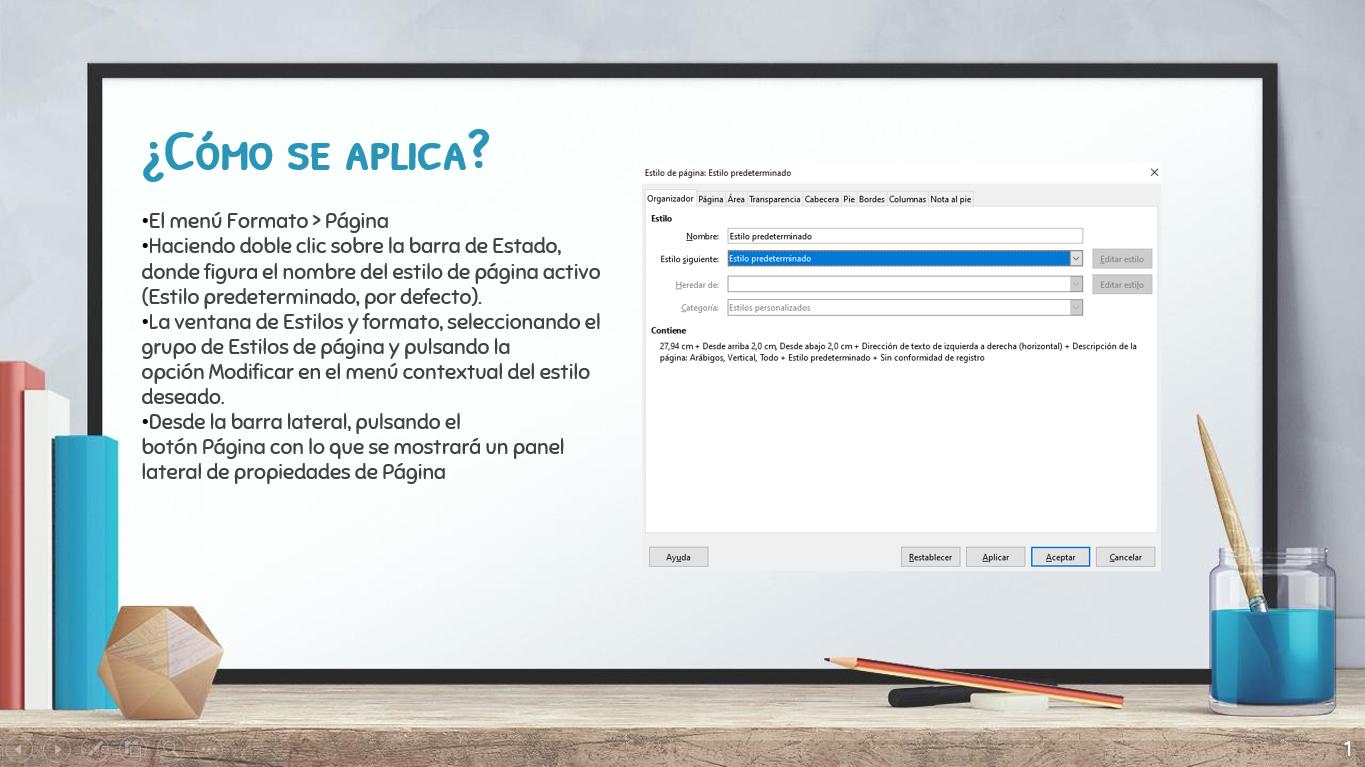 ¿Cómo se aplica?
•El menú Formato > Página
•Haciendo doble clic sobre la barra de Estado,
donde figura el nombre del estilo de página activo
(Estilo predeterminado, por defecto).
•La ventana de Estilos y formato, seleccionando el
grupo de Estilos de página y pulsando la
opción Modificar en el menú contextual del estilo
deseado.
•Desde la barra lateral, pulsando el
botón Página con lo que se mostrará un panel
lateral de propiedades de Página
Estilo de página: Estilo predeterminado
Organizador Página Área Transparencia Cabecera Pie Bordes Columnas Nota al pie
Estilo
Nombre: Estilo predeterminado
Estilo siguiente: Estilo predeterminado Editar estilo
Heredar de: Editar estilo
Categoría: Estilos personalizados
Contiene
27,94 cm + Desde arriba 2,0 cm, Desde abajo 2,0 cm + Dirección de texto de izquierda a derecha (horizontal) + Descripción de la
página: Arábigos, Vertical, Todo + Estilo predeterminado + Sin conformidad de registro
Ayuda Restablecer Aplicar Aceptar Cancelar
1